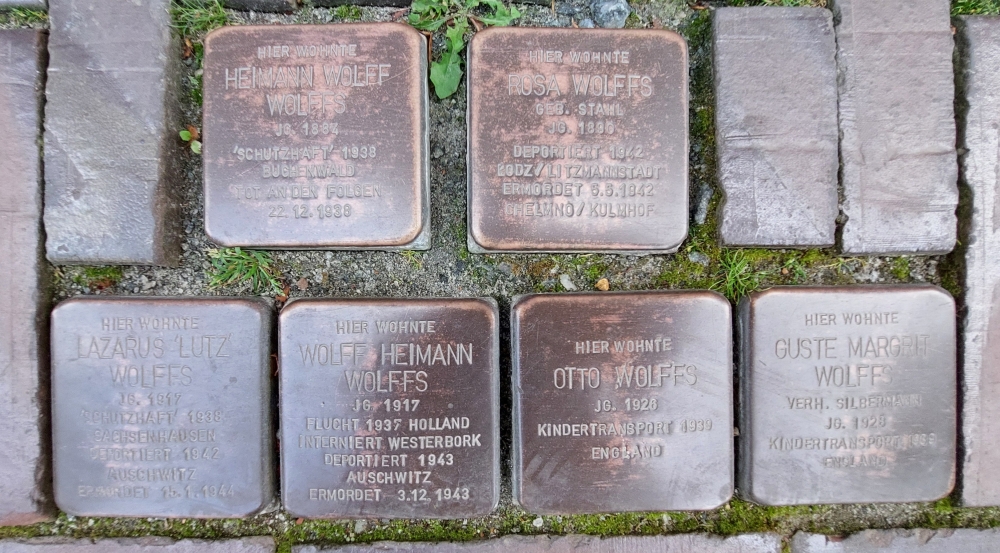 HIER WOHNTE
HEIMANN WOLFF
WOLFFS
JG.
'SCHUTZHAFT' 1938
BUCHENWALD
TOT AN DEN FOLGEN
22.12.1938
HIER WOHNTE
ROSA WOLFFS
GEB. STAHL
JG.
DEPORTIERT 1942
LODZ/LITZMANNSTADT
ERMORDET 6.5.1942
CHELMNO/KULMHOF
HIER WOHNTE
LAZARUS 'LUTZ'
WOLFFS
JG. 1917
'SCHUTZHAFT' 1938
SACHSENHAUSEN
DEPORTIERT 1942
AUSCHWITZ
ERMORDET 15.1.1944
HIER WOHNTE
WOLFF HEIMANN
WOLFFS
JG. 1917
FLUCHT 1937 HOLLAND
INTERNIERT WESTERBORK
DEPORTIERT 1943
AUSCHWITZ
ERMORDET 3.12.1943
HIER WOHNTE
OTTO WOLFFS
JG. 1926
KINDERTRANSPORT 1939
ENGLAND
HIER WOHNTE
GUSTE MARGRIT
WOLFFS
VERH. SILBERMANN
JG.
KINDERTRANSPORT 1939
ENGLAND